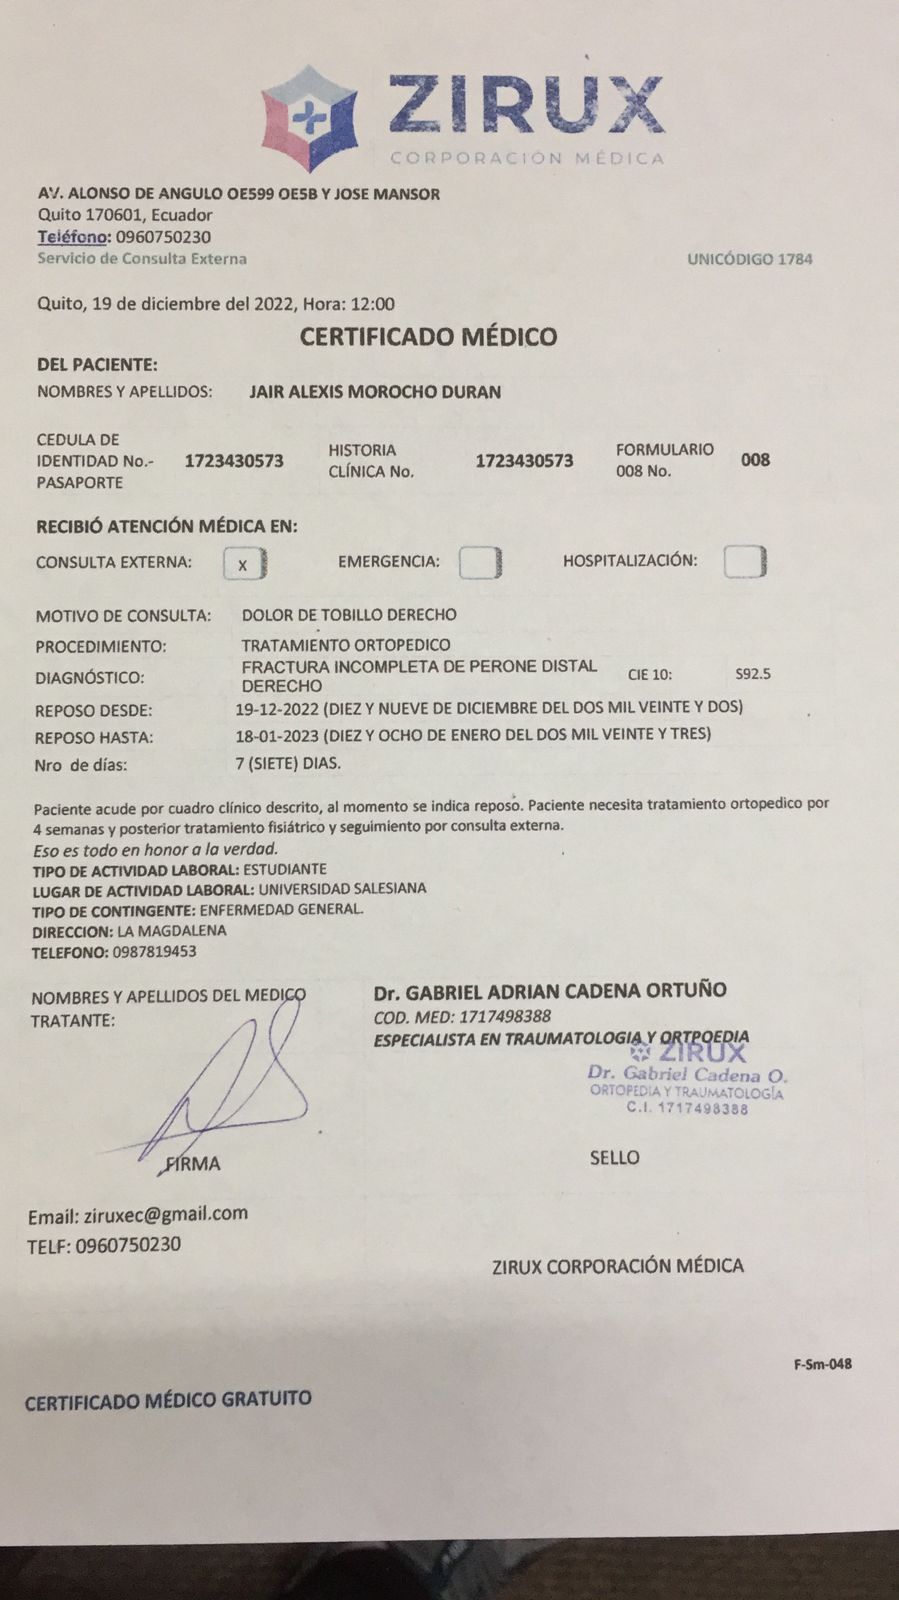 ZIRUX
CORPORACIÓN MÉDICA
AV. ALONSO DE ANGULO OE599 OE5B Y JOSE MANSOR
Quito 170601, Ecuador
Teléfono: 0960750230
Servicio de Consulta Externa UNICÓDIGO 1784
Quito, 19 de diciembre del 2022, Hora: 12:00
CERTIFICADO MÉDICO
DEL PACIENTE:
NOMBRES Y APELLIDOS: JAIR ALEXIS MOROCHO DURAN
CEDULA DE
IDENTIDAD No.-
PASAPORTE
1723430573
HISTORIA
CLÍNICA No.
1723430573
FORMULARIO
008 No.
008
RECIBIÓ ATENCIÓN MÉDICA EN:
CONSULTA EXTERNA: x EMERGENCIA: HOSPITALIZACIÓN:
MOTIVO DE CONSULTA: DOLOR DE TOBILLO DERECHO
PROCEDIMIENTO: TRATAMIENTO ORTOPEDICO
DIAGNÓSTICO: FRACTURA INCOMPLETA DE PERONE DISTAL
DERECHO
CIE 10: S92.5
REPOSO DESDE: 19-12-2022 (DIEZ Y NUEVE DE DICIEMBRE DEL DOS MIL VEINTE Y DOS)
REPOSO HASTA: 18-01-2023 (DIEZ Y OCHO DE ENERO DEL DOS MIL VEINTE Y TRES)
Nro de días: 7 (SIETE) DIAS.
Paciente acude por cuadro clínico descrito, al momento se indica reposo. Paciente necesita tratamiento ortopedico por
4 semanas y posterior tratamiento fisiátrico y seguimiento por consulta externa.
Eso es todo en honor a la verdad.
TIPO DE ACTIVIDAD LABORAL: ESTUDIANTE
LUGAR DE ACTIVIDAD LABORAL: UNIVERSIDAD SALESIANA
TIPO DE CONTINGENTE: ENFERMEDAD GENERAL.
DIRECCION: LA MAGDALENA
TELEFONO: 0987819453
NOMBRES Y APELLIDOS DEL MEDICO
TRATANTE:
Dr. GABRIEL ADRIAN CADENA ORTUÑO
COD. MED: 1717498388
ESPECIALISTA EN TRAUMATOLOGIA Y ORTPOEDIA
ZIRUX
Dr. Gabriel Cadena O.
ORTOPEDIA Y TRAUMATOLOGÍA
C.I. 1717498388
FIRMA
SELLO
Email: ziruxec@gmail.com
TELF: 0960750230
ZIRUX CORPORACIÓN MÉDICA
F-Sm-048
CERTIFICADO MÉDICO GRATUITO